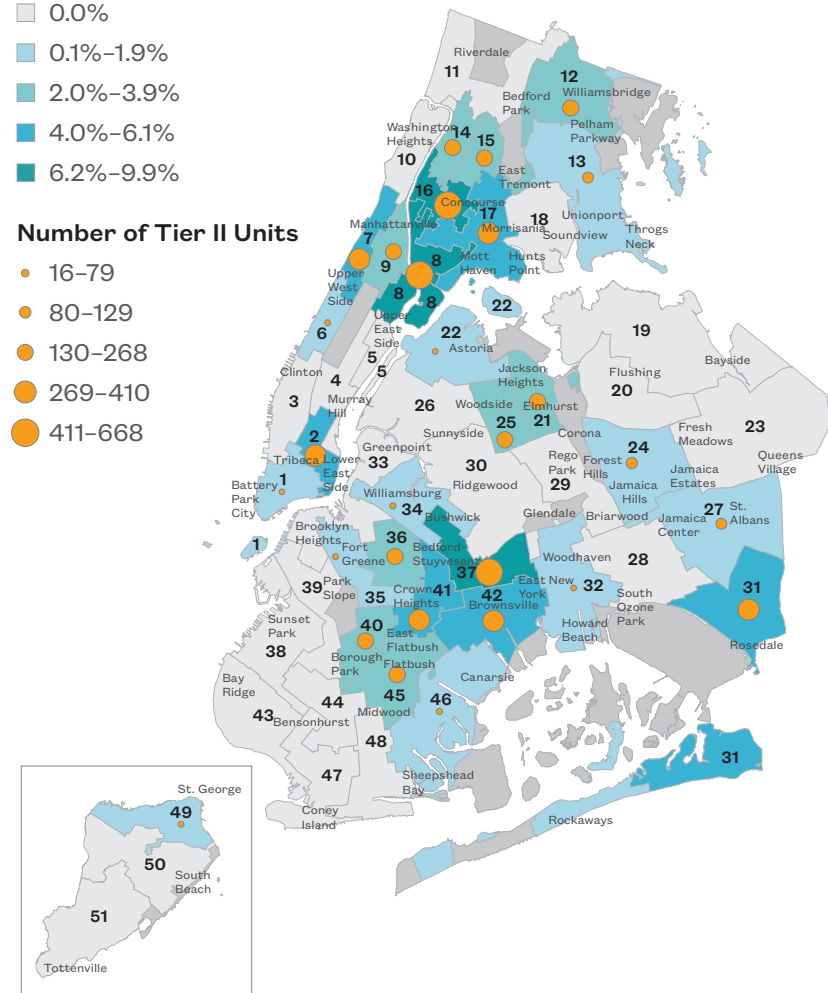 0.0%
0.1%–1.9%
2.0%–3.9%
4.0%–6.1%
6.2%–9.9%
Number of Tier II Units
16–79
80–129
130–268
269–410
411–668
Riverdale
11
12
Williamsbridge
Bedford
Park
Pelham
Parkway
Washington
Heights
14
15
10
East
Tremont
13
16
Concourse
17
Morrisania
18
Soundview
Unionport
Throgs
Neck
Manhattanville
7
9
8
Mott
Haven
Hunts
Point
Upper
West
Side
8
8
22
6
Upper
East
Side
22
Astoria
19
5
5
Clinton
4
Jackson
Heights
Flushing
Bayside
20
3
Murray
Hill
26
Woodside
Elmhurst
25
21
Sunnyside
Corona
Fresh
Meadows
23
2
Tribeca
Lower
East
Side
Greenpoint
33
30
Ridgewood
Rego
Park
29
Forest
Hills
24
Jamaica
Estates
Queens
Village
1
Battery
Park
City
Williamsburg
34
Bushwick
Jamaica
Hills
Glendale
Briarwood
Jamaica
Center
27
St.
Albans
Brooklyn
Heights
1
Fort
Greene
36
Bedford-
Stuyvesant
Woodhaven
28
37
39
Park
Slope
35
Crown
Heights
41
42
Brownsville
East New
York
32
South
Ozone
Park
31
Sunset
Park
38
40
East
Flatbush
Howard
Beach
Rosedale
Borough
Park
Flatbush
Bay
Ridge
Canarsie
43
44
Bensonhurst
45
Midwood
46
48
31
47
Sheepshead
Bay
Coney
Island
Rockaways
St. George
49
50
South
Beach
51
Tottenville